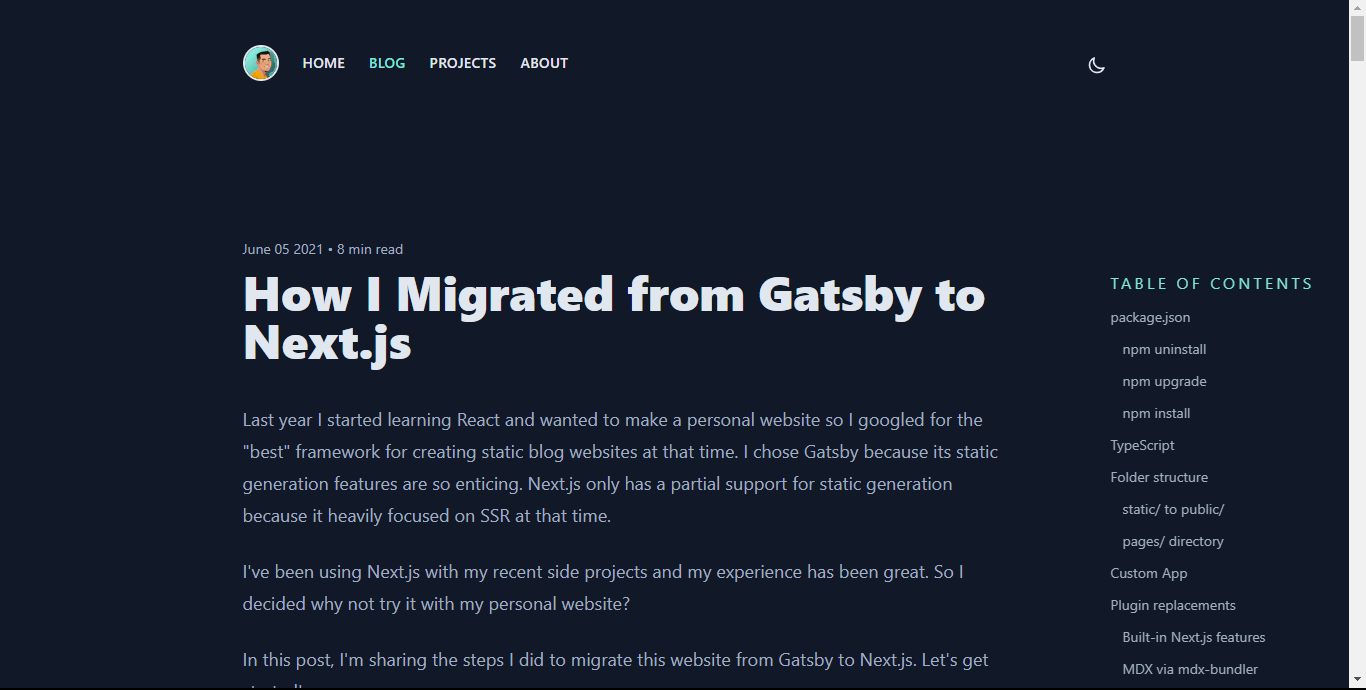 HOME BLOG PROJECTS ABOUT
June 05 2021 • 8 min read
How I Migrated from Gatsby to
Next.js
Last year I started learning React and wanted to make a personal website so I googled for the
"best" framework for creating static blog websites at that time. I chose Gatsby because its static
generation features are so enticing. Next.js only has a partial support for static generation
because it heavily focused on SSR at that time.
I've been using Next.js with my recent side projects and my experience has been great. So I
decided why not try it with my personal website?
In this post, I'm sharing the steps I did to migrate this website from Gatsby to Next.js. Let's get
TABLE OF CONTENTS
package.json
npm uninstall
npm upgrade
npm install
TypeScript
Folder structure
static/ to public/
pages/ directory
Custom App
Plugin replacements
Built-in Next.js features
MDX via mdx-bundler